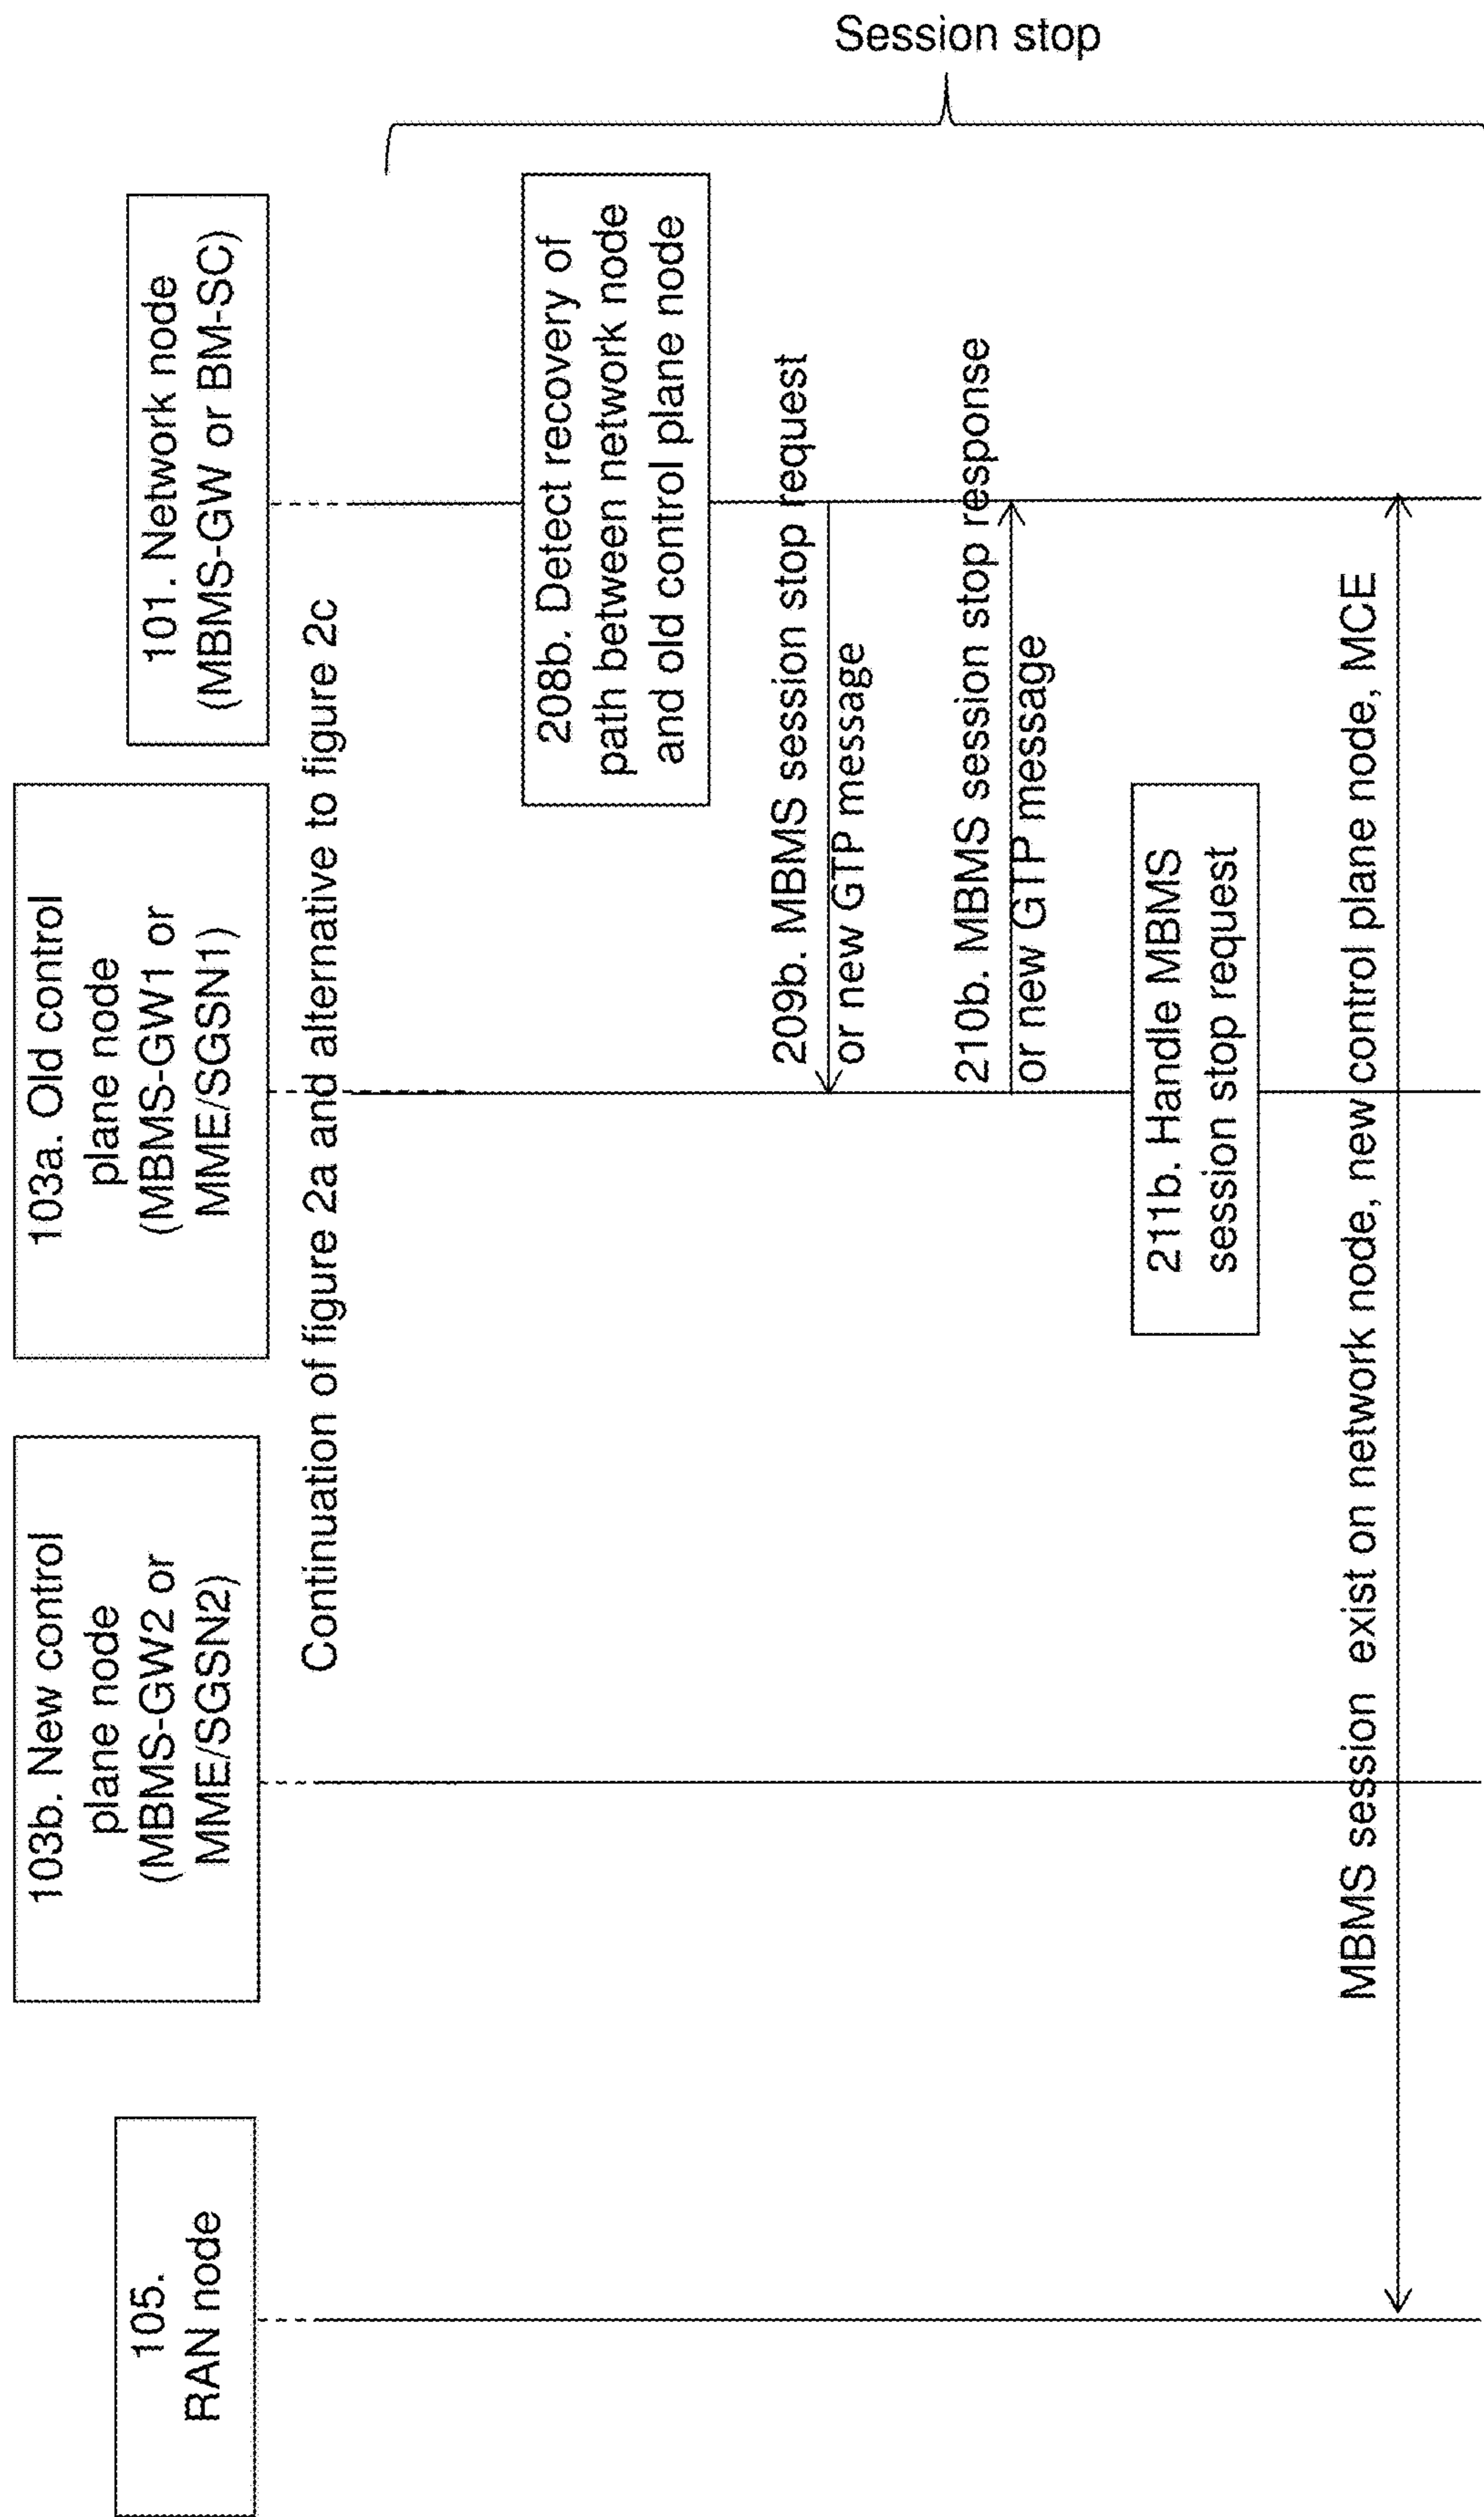 105.
RAN node
103b. New control
plane node
(MBMS-GW2 or
MME/SGSN2)
103a. Old control
plane node
(MBMS-GW1 or
MME/SGSN1)
101. Network node
(MBMS-GW or BM-SC)
Continuation of figure 2a and alternative to figure 2c
Session stop
208b. Detect recovery of
path between network node
and old control plane node
209b. MBMS session stop request
or new GTP message
210b. MBMS session stop response
or new GTP message
211b. Handle MBMS
session stop request
MBMS session exist on network node, new control plane node, MCE